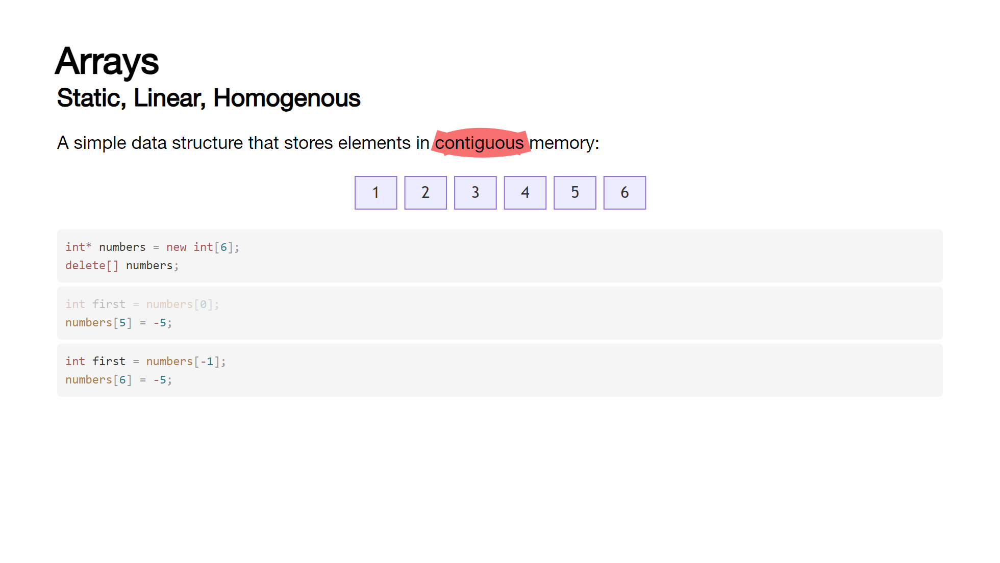 Arrays
Static, Linear, Homogenous
A simple data structure that stores elements in contiguous memory:
1 2 3 4 5 6
int* numbers = new int[6];
delete[] numbers;
int first = numbers[0];
numbers[5] = -5;
int first = numbers[-1];
numbers[6] = -5;